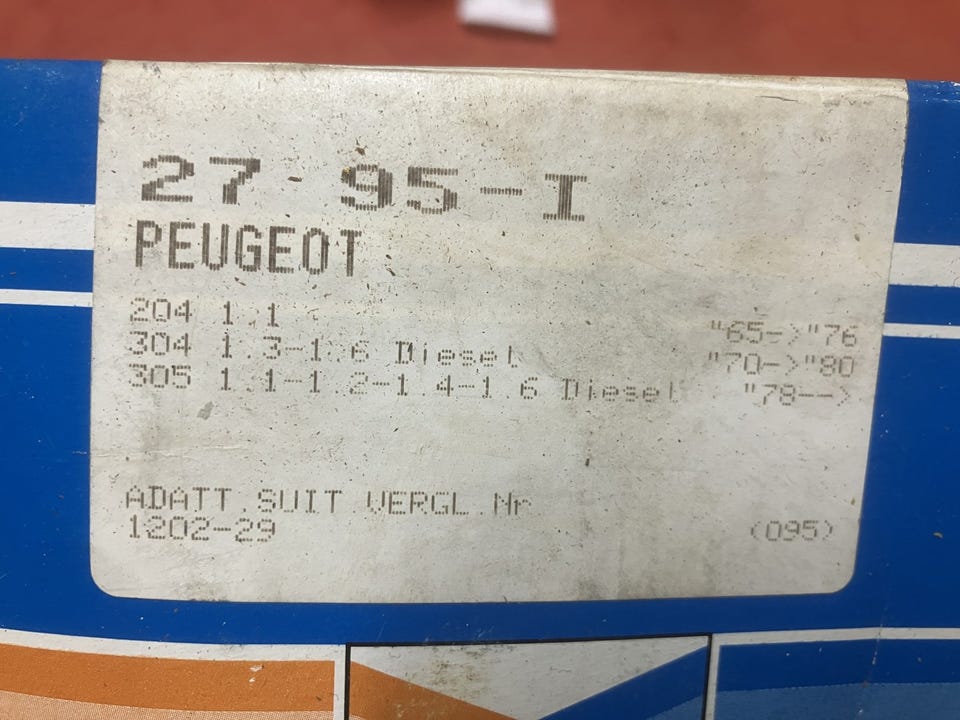 27-95-I
PEUGEOT
204 1.1 "65->"76
304 1.3-1.6 Diesel "70->"80
305 1.1-1.2-1.4-1.6 Diesel "78-->
ADATT.SUIT VERGL.Nr
1202-29 (095)